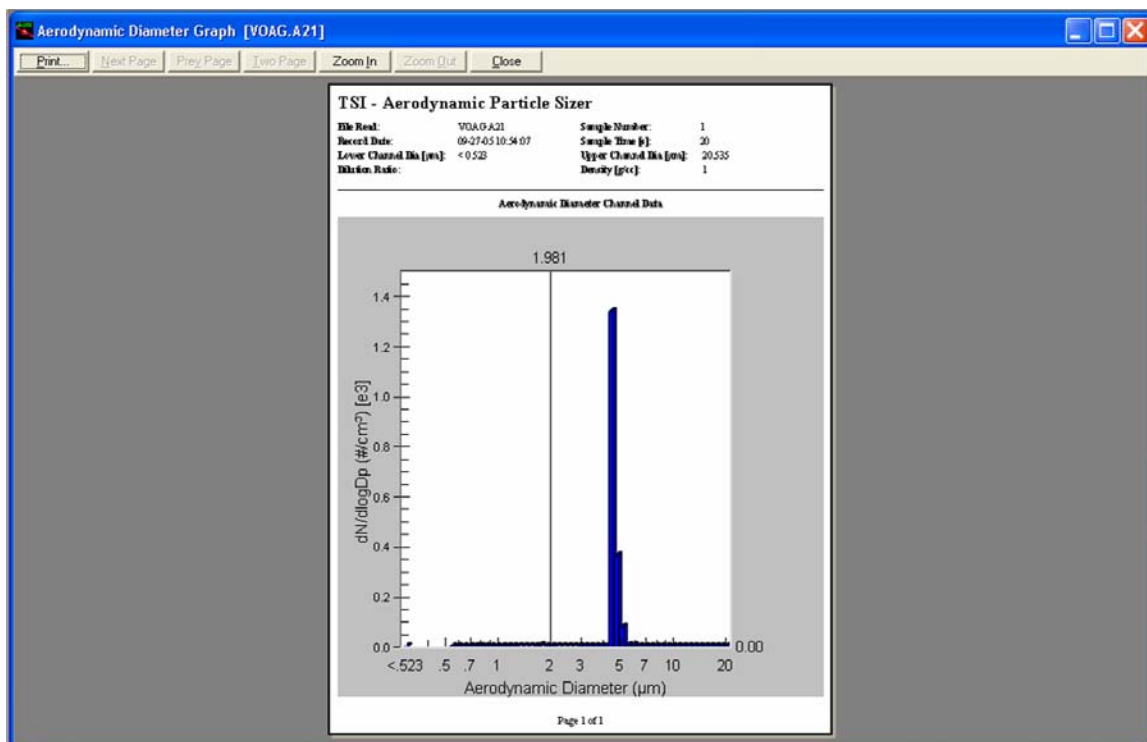 Aerodynamic Diameter Graph [VOAG.A21]
Print... Next Page Prev Page Two Page Zoom In Zoom Out Close
TSI - Aerodynamic Particle Sizer
File Read: VOAG.A21 Sample Number: 1
Record Date: 09-27-05 10:54:07 Sample Time [s]: 20
Lower Channel Dia [µm]: < 0.523 Upper Channel Dia [µm]: 20.535
Dilution Ratio: Density [g/cc]: 1
Aerodynamic Diameter Channel Data
1.981
1.4
1.2
1.0
0.8
0.6
0.4
0.2
0.0
dN/dlogDp (#/cm³) [e3]
0.00
<.523 .5 .7 1 2 3 5 7 10 20
Aerodynamic Diameter (µm)
Page 1 of 1